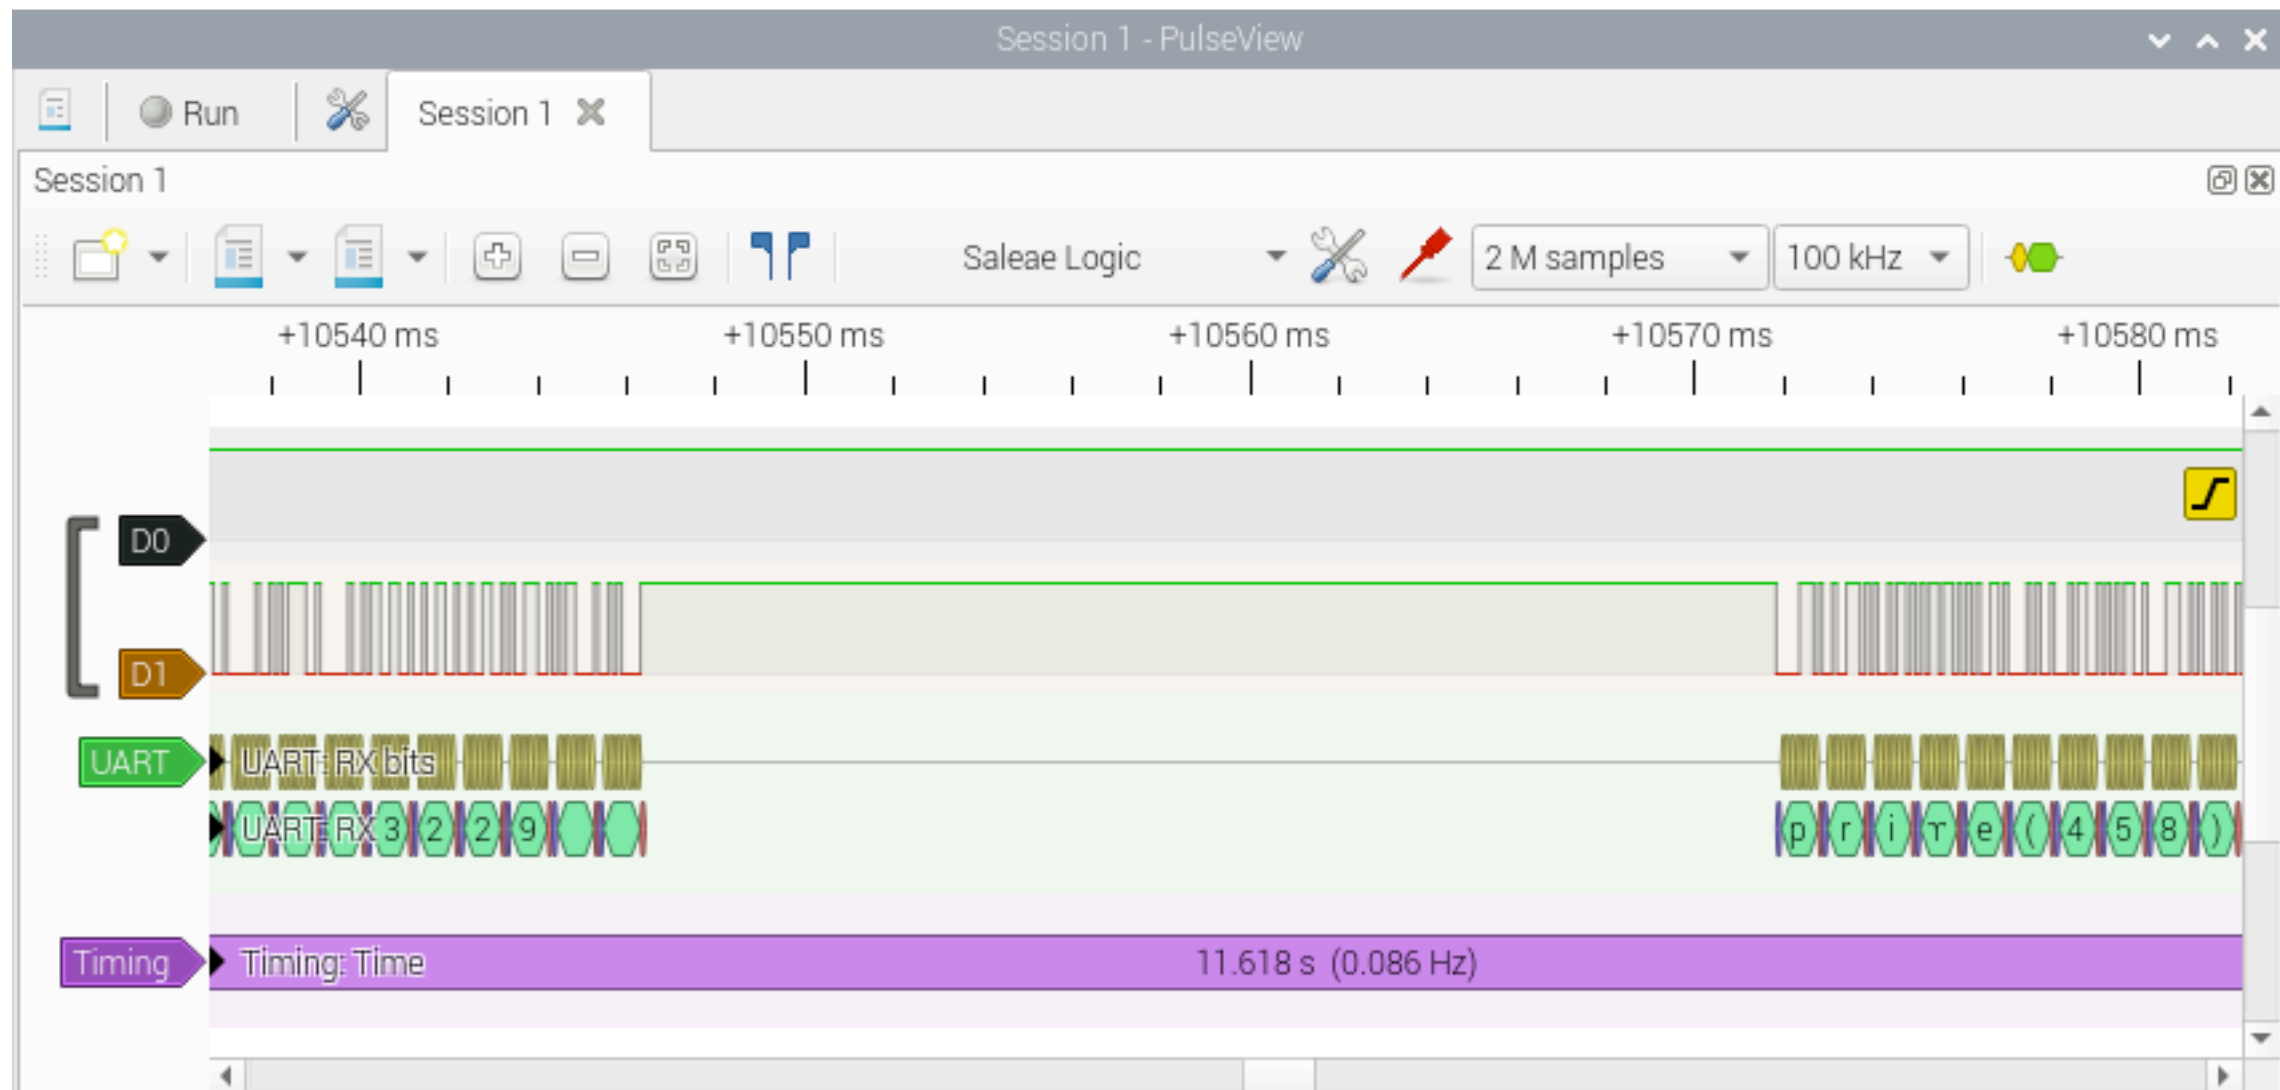 Session 1 - PulseView
Run
Session 1
Session 1
Saleae Logic
2 M samples
100 kHz
+10540 ms +10550 ms +10560 ms +10570 ms +10580 ms
D0
D1
UART
UART: RX bits
UART: RX 3 2 2 9 p r i m e ( 4 5 8 )
Timing
Timing: Time
11.618 s (0.086 Hz)